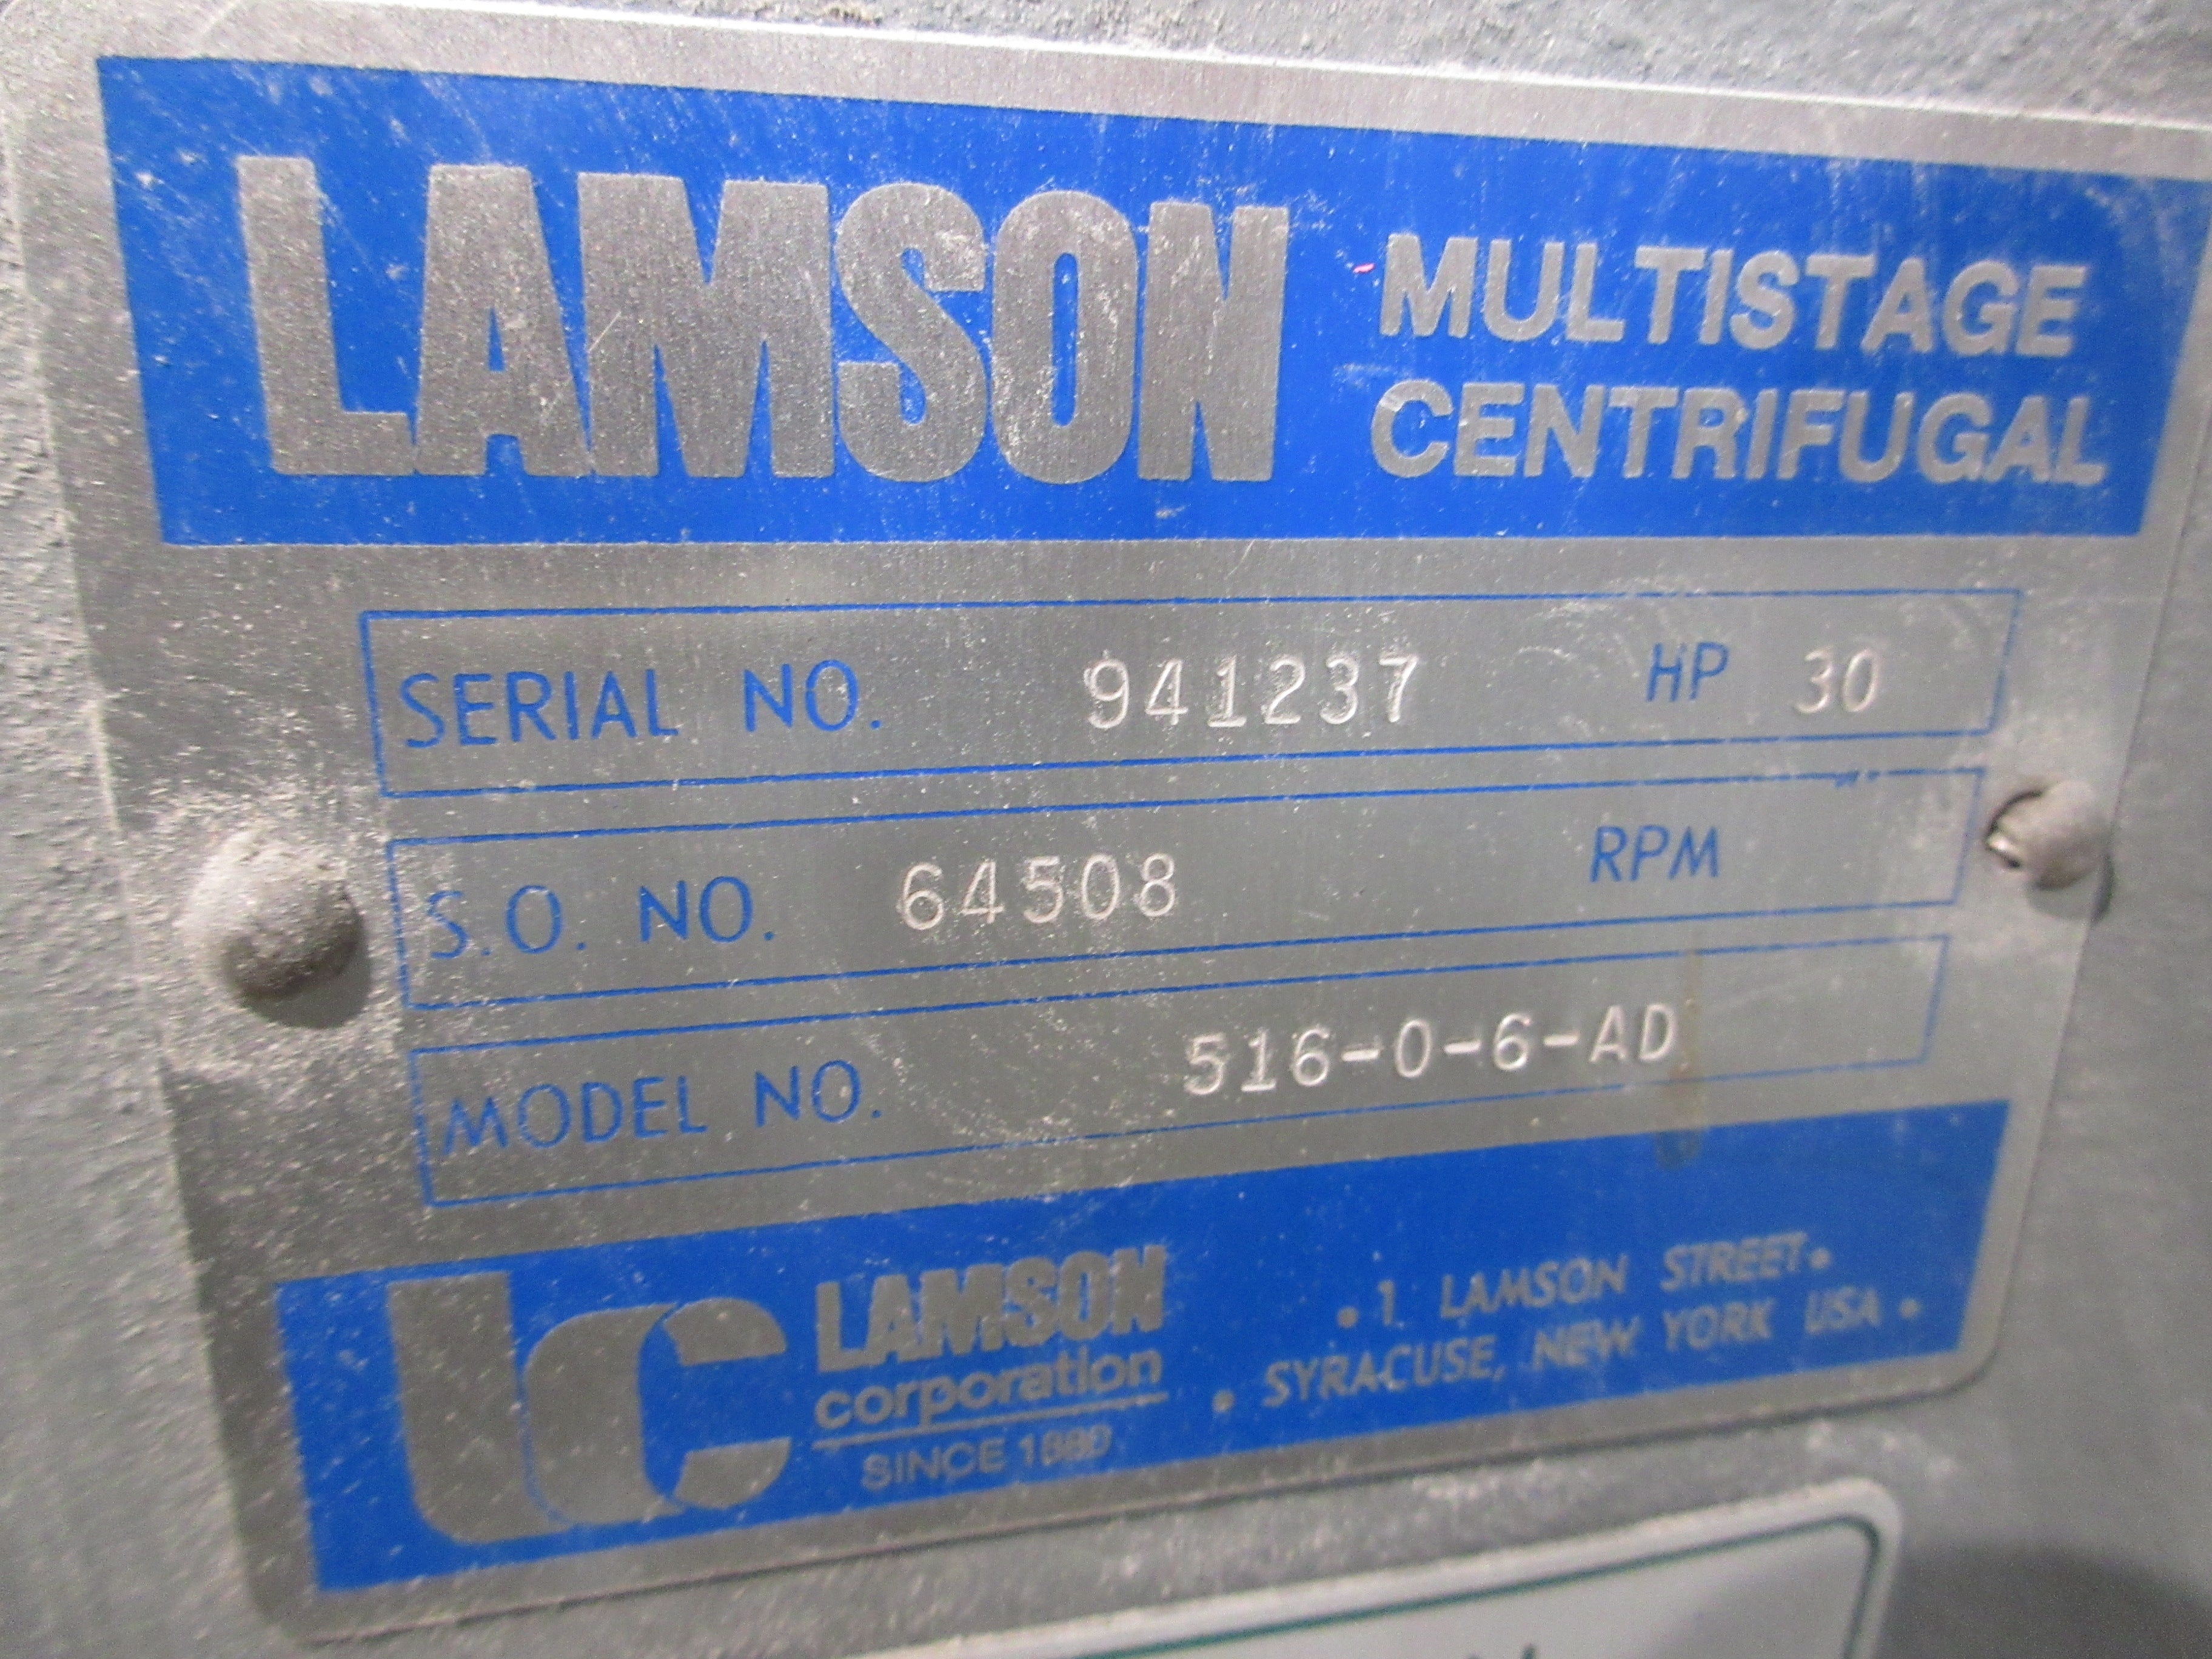 LAMSON MULTISTAGE
CENTRIFUGAL
SERIAL NO. 941237 HP 30
S.O. NO. 64508 RPM
MODEL NO. 516-0-6-AD
LC LAMSON
corporation
SINCE 1880
• 1 LAMSON STREET •
• SYRACUSE, NEW YORK USA •